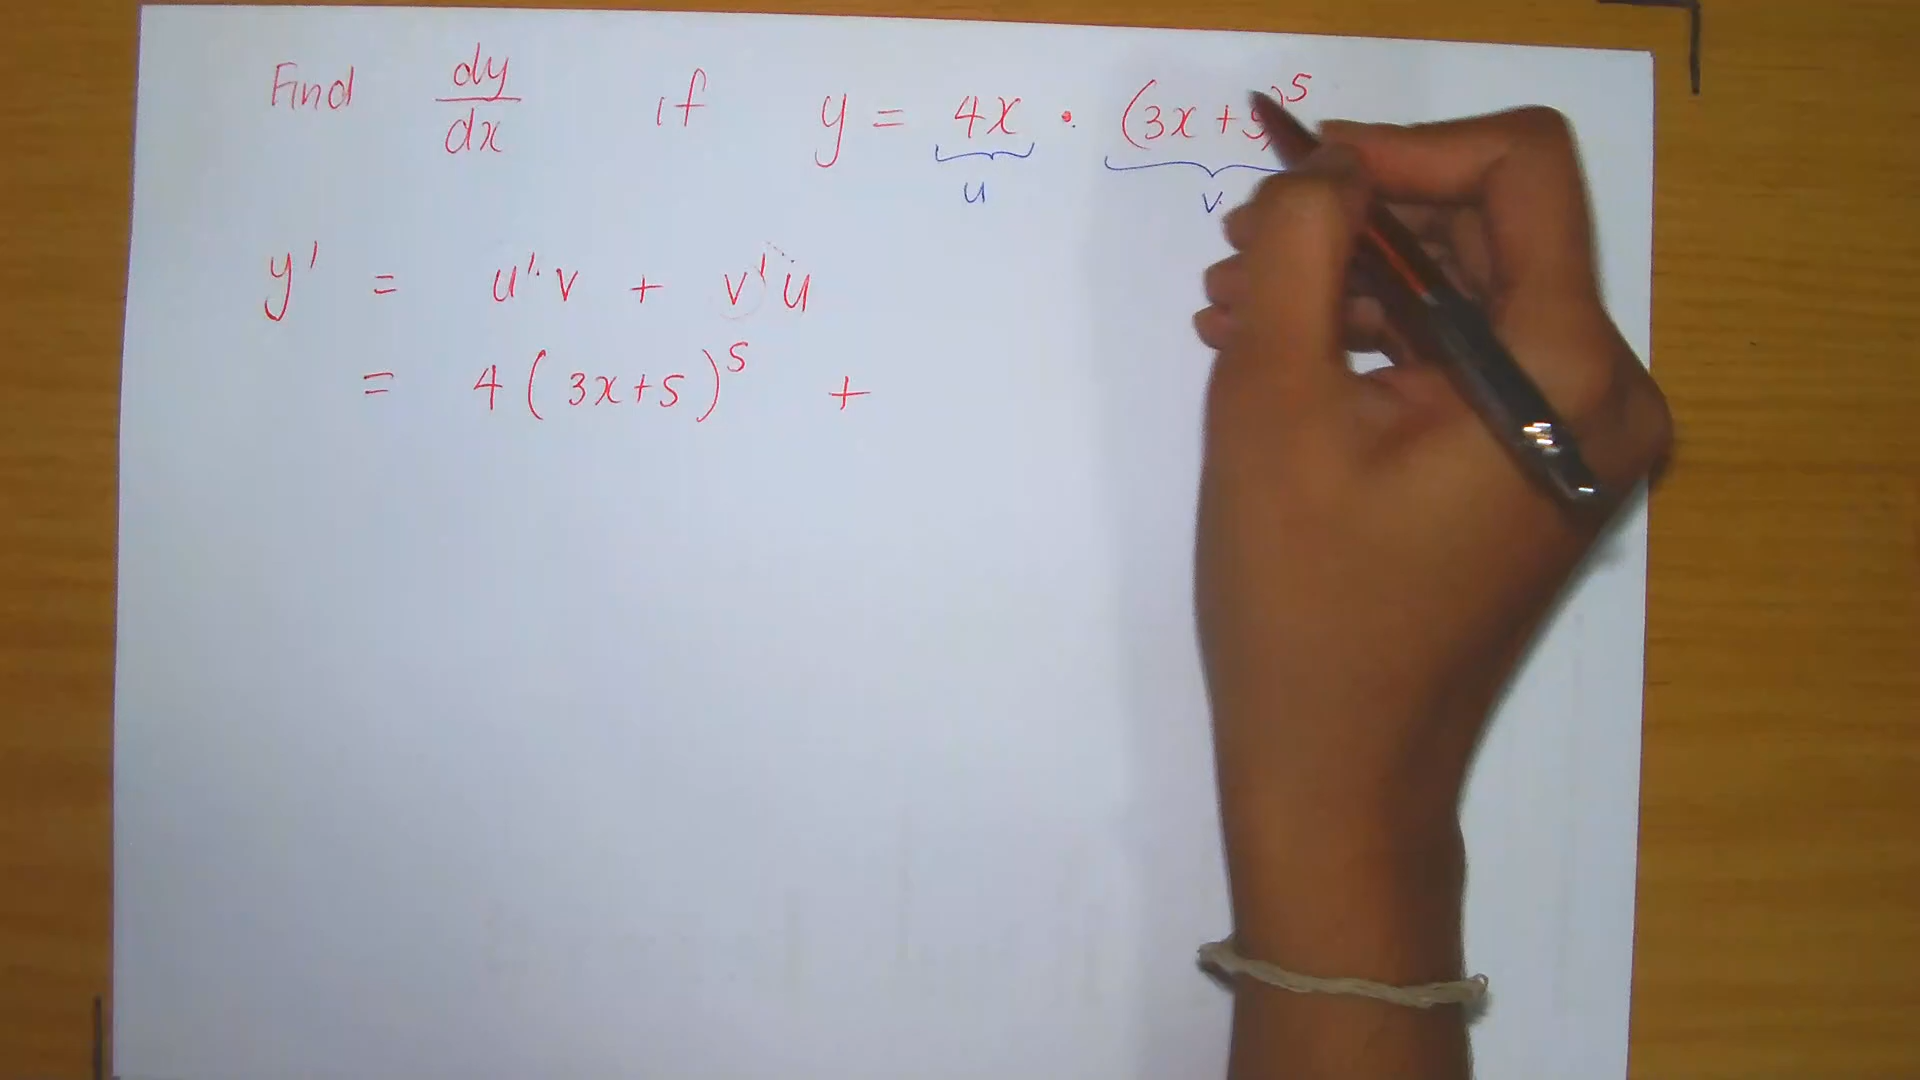 Find dy/dx if y = 4x · (3x + 5)^5
u v
y' = u'·v + v'u
= 4(3x+5)^5 +